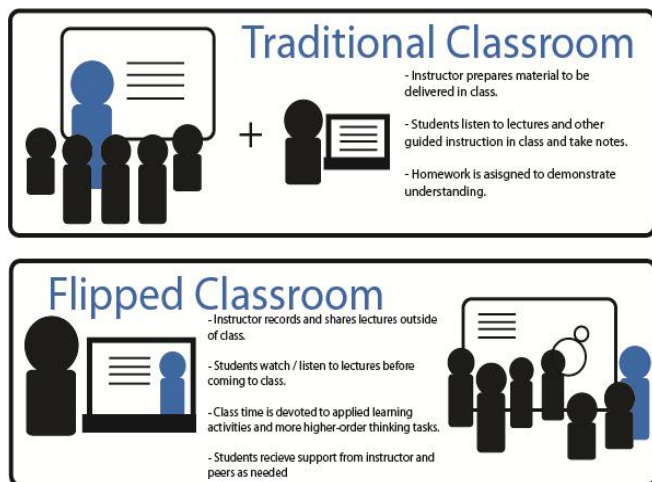 Traditional Classroom
- Instructor prepares material to be
delivered in class.
- Students listen to lectures and other
guided instruction in class and take notes.
- Homework is asisgned to demonstrate
understanding.
+
Flipped Classroom
- Instructor records and shares lectures outside
of class.
- Students watch / listen to lectures before
coming to class.
- Class time is devoted to applied learning
activities and more higher-order thinking tasks.
- Students recieve support from instructor and
peers as needed